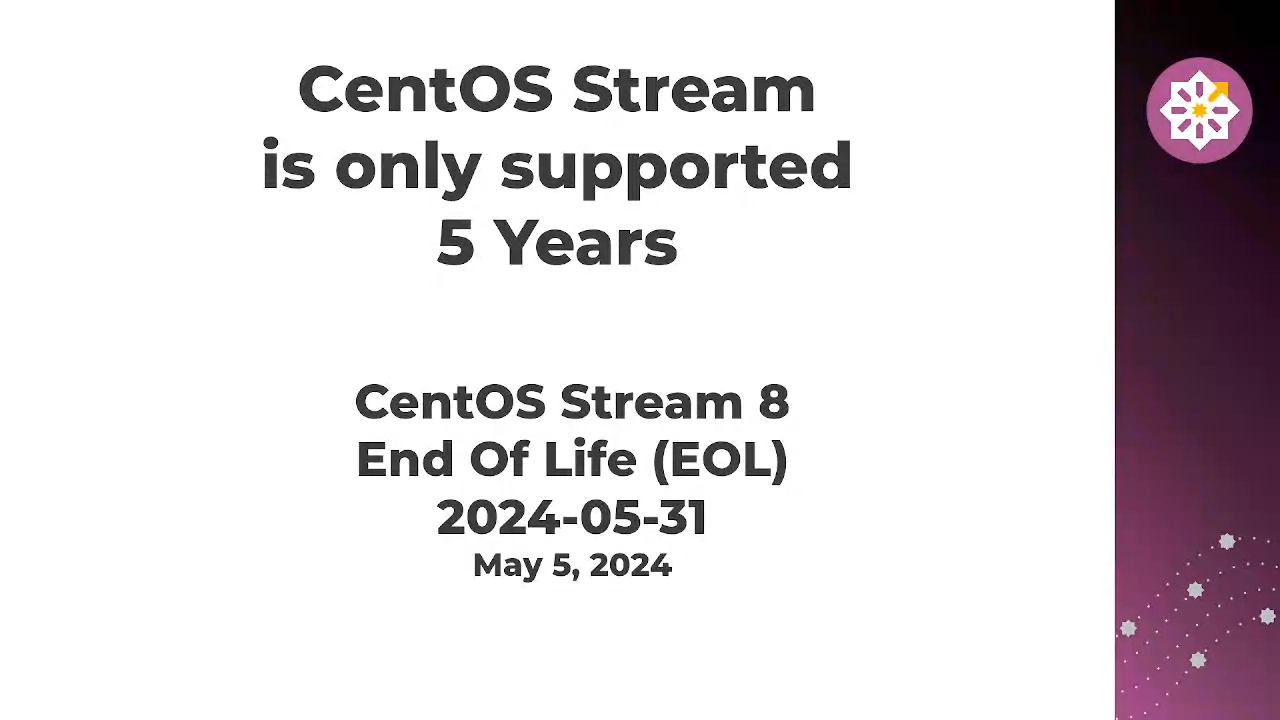 CentOS Stream
is only supported
5 Years
CentOS Stream 8
End Of Life (EOL)
2024-05-31
May 5, 2024